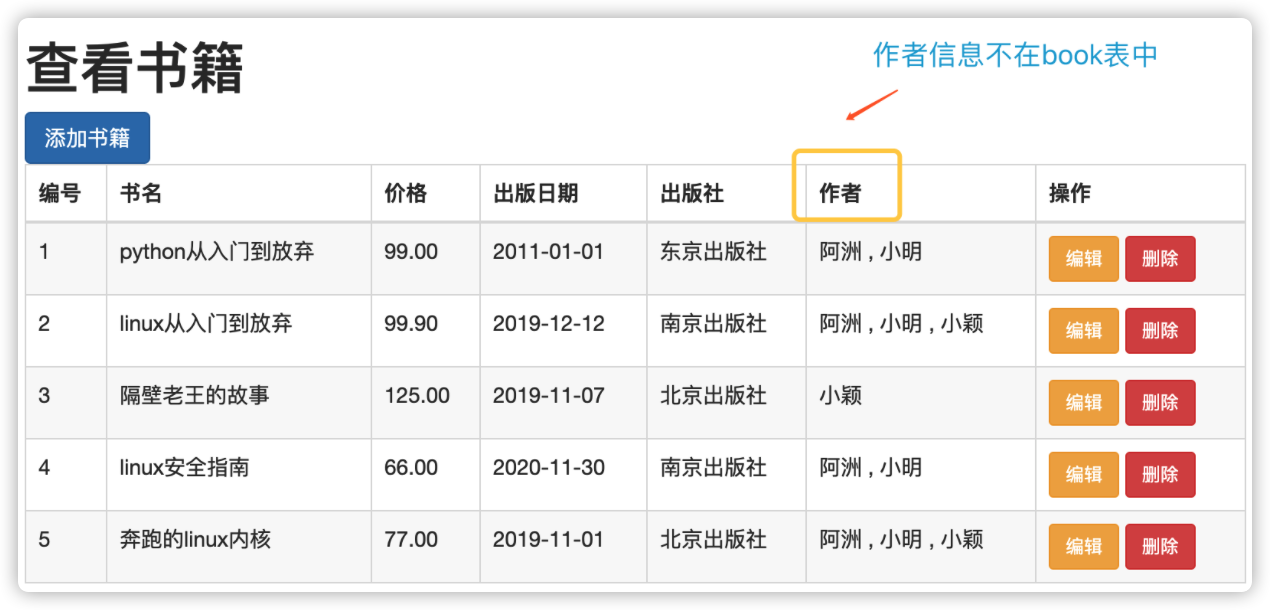 查看书籍
作者信息不在book表中
添加书籍
编号 书名 价格 出版日期 出版社 作者 操作
1 python从入门到放弃 99.00 2011-01-01 东京出版社 阿洲 , 小明 编辑 删除
2 linux从入门到放弃 99.90 2019-12-12 南京出版社 阿洲 , 小明 , 小颖 编辑 删除
3 隔壁老王的故事 125.00 2019-11-07 北京出版社 小颖 编辑 删除
4 linux安全指南 66.00 2020-11-30 南京出版社 阿洲 , 小明 编辑 删除
5 奔跑的linux内核 77.00 2019-11-01 北京出版社 阿洲 , 小明 , 小颖 编辑 删除